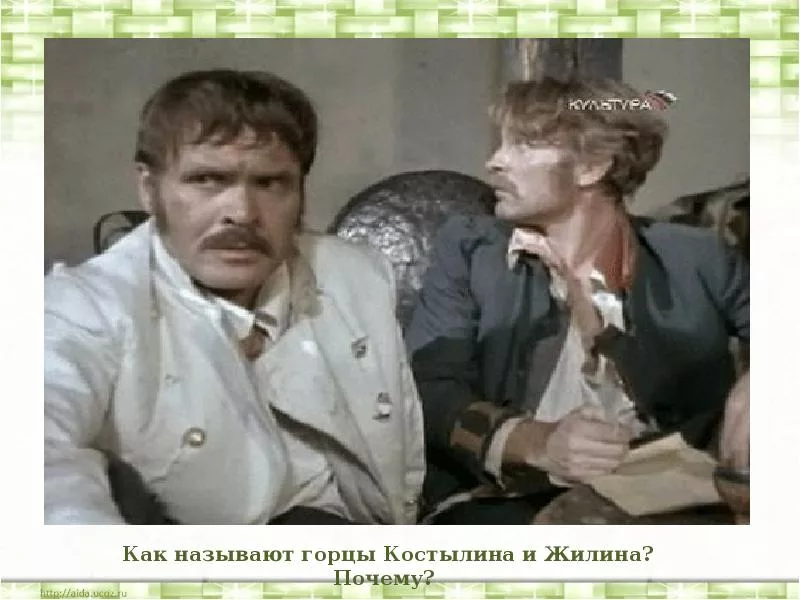 КУЛЬТУРА
Как называют горцы Костылина и Жилина?
Почему?
http://aida.ucoz.ru